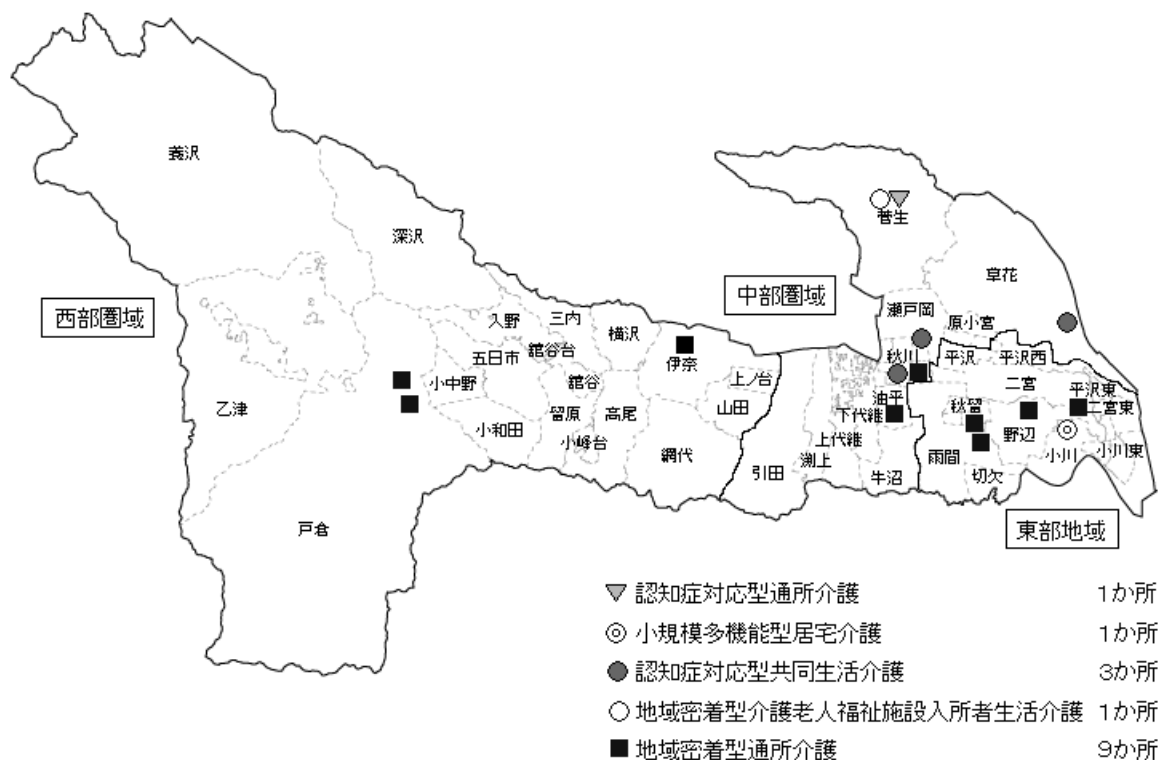 養沢
深沢
西部圏域
乙津
戸倉
入野
三内
五日市
舘谷台
小中野
舘谷
留原
小和田
小峰台
横沢
高尾
伊奈
上ノ台
山田
網代
中部圏域
菅生
草花
瀬戸岡
原小宮
秋川
油平
下代継
上代継
渕上
引田
牛沼
平沢
平沢西
二宮
平沢東
二宮東
秋留
野辺
小川
小川東
雨間
切欠
東部地域
▼ 認知症対応型通所介護 1か所
◎ 小規模多機能型居宅介護 1か所
● 認知症対応型共同生活介護 3か所
○ 地域密着型介護老人福祉施設入所者生活介護 1か所
■ 地域密着型通所介護 9か所